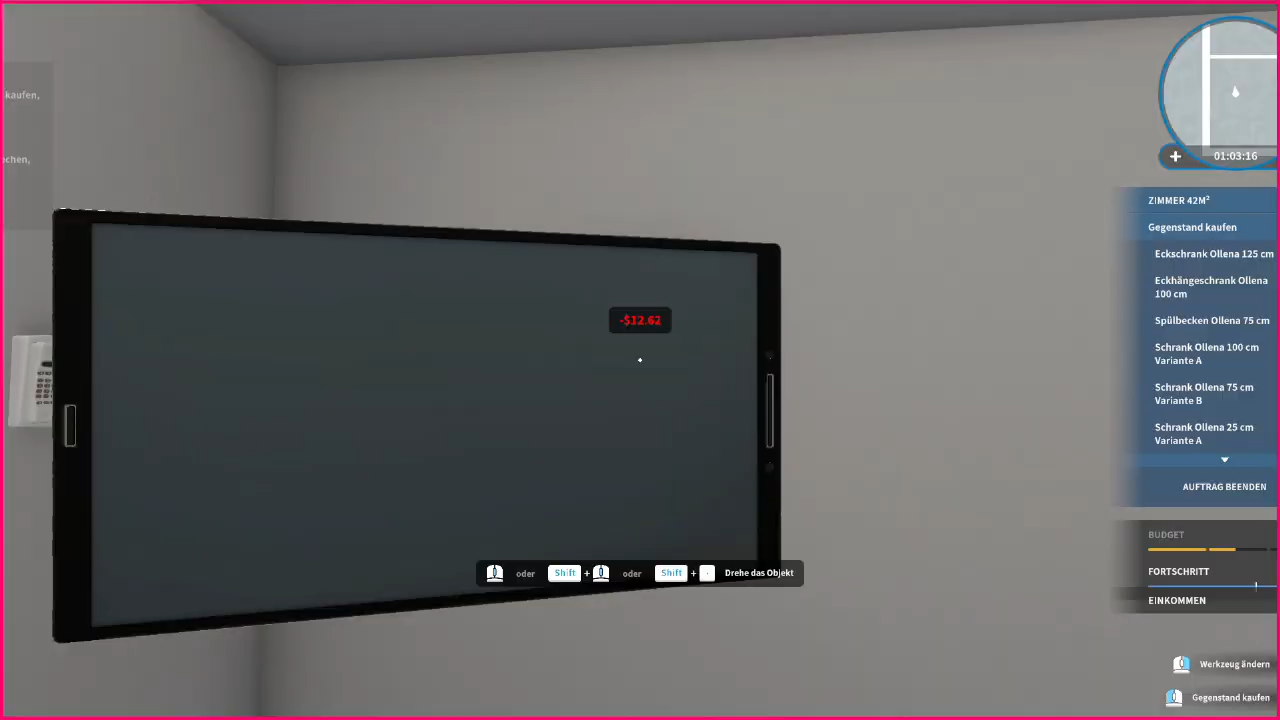 kaufen,
echen,
-$12.62
oder Shift + oder Shift + . Drehe das Objekt
01:03:16
ZIMMER 42M²
Gegenstand kaufen
Eckschrank Ollena 125 cm
Eckhängeschrank Ollena
100 cm
Spülbecken Ollena 75 cm
Schrank Ollena 100 cm
Variante A
Schrank Ollena 75 cm
Variante B
Schrank Ollena 25 cm
Variante A
AUFTRAG BEENDEN
BUDGET
FORTSCHRITT
EINKOMMEN
Werkzeug ändern
Gegenstand kaufen